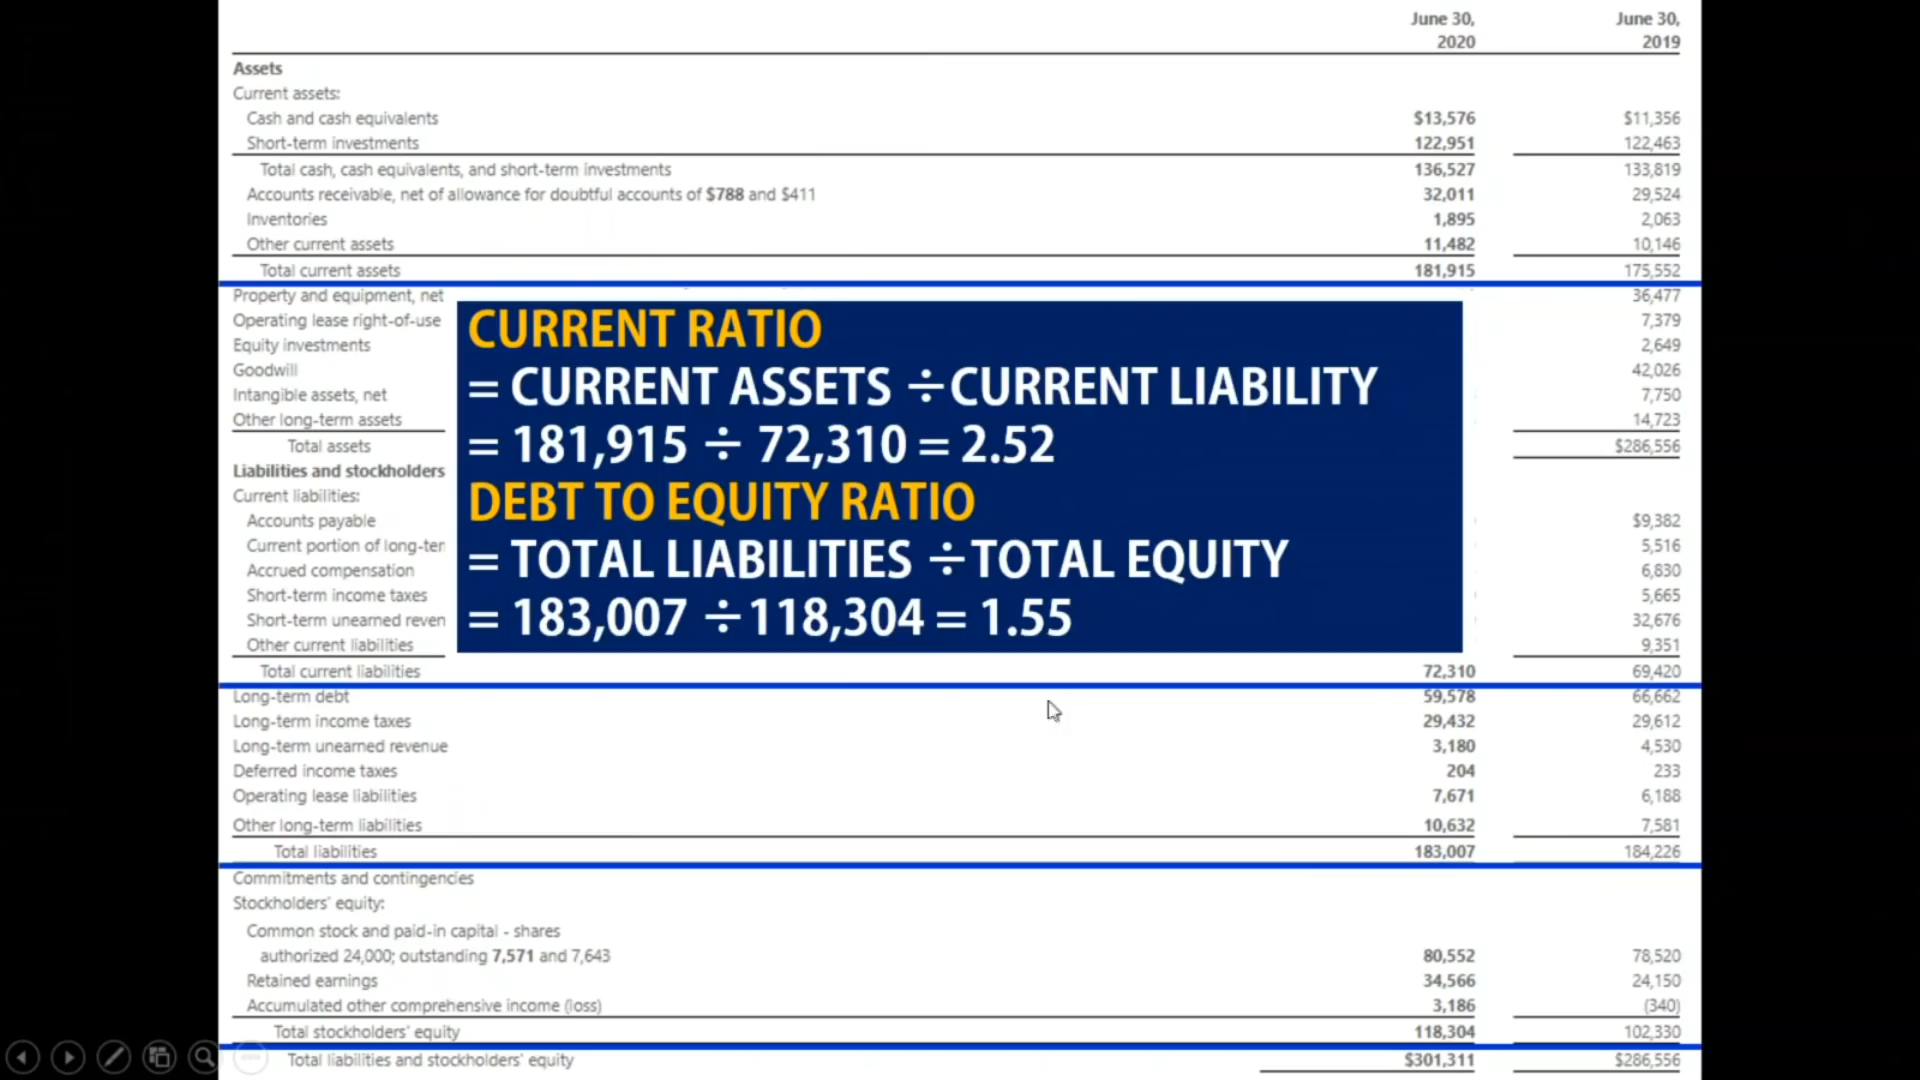 June 30, June 30,
2020 2019
Assets
Current assets:
Cash and cash equivalents $13,576 $11,356
Short-term investments 122,951 122,463
Total cash, cash equivalents, and short-term investments 136,527 133,819
Accounts receivable, net of allowance for doubtful accounts of $788 and $411 32,011 29,524
Inventories 1,895 2,063
Other current assets 11,482 10,146
Total current assets 181,915 175,552
Property and equipment, net 36,477
Operating lease right-of-use 7,379
Equity investments 2,649
Goodwill 42,026
Intangible assets, net 7,750
Other long-term assets 14,723
Total assets $286,556
Liabilities and stockholders
Current liabilities:
Accounts payable $9,382
Current portion of long-ter 5,516
Accrued compensation 6,830
Short-term income taxes 5,665
Short-term unearned reven 32,676
Other current liabilities 9,351
CURRENT RATIO
= CURRENT ASSETS ÷CURRENT LIABILITY
= 181,915 ÷ 72,310 = 2.52
DEBT TO EQUITY RATIO
= TOTAL LIABILITIES ÷TOTAL EQUITY
= 183,007 ÷118,304 = 1.55
Total current liabilities 72,310 69,420
Long-term debt 59,578 66,662
Long-term income taxes 29,432 29,612
Long-term unearned revenue 3,180 4,530
Deferred income taxes 204 233
Operating lease liabilities 7,671 6,188
Other long-term liabilities 10,632 7,581
Total liabilities 183,007 184,226
Commitments and contingencies
Stockholders' equity:
Common stock and paid-in capital - shares
authorized 24,000; outstanding 7,571 and 7,643 80,552 78,520
Retained earnings 34,566 24,150
Accumulated other comprehensive income (loss) 3,186 (340)
Total stockholders' equity 118,304 102,330
Total liabilities and stockholders' equity $301,311 $286,556